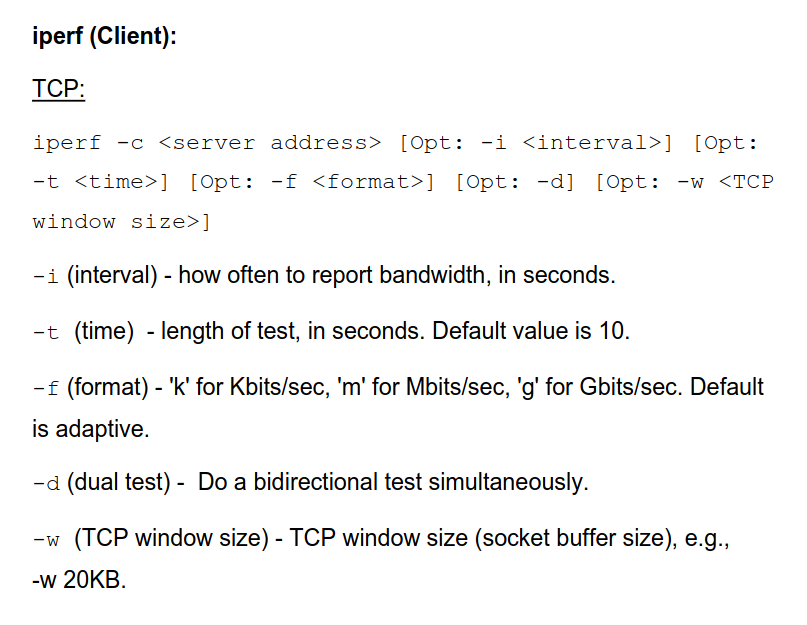 iperf (Client):
TCP:
iperf -c <server address> [Opt: -i <interval>] [Opt:
-t <time>] [Opt: -f <format>] [Opt: -d] [Opt: -w <TCP
window size>]
-i (interval) - how often to report bandwidth, in seconds.
-t (time) - length of test, in seconds. Default value is 10.
-f (format) - 'k' for Kbits/sec, 'm' for Mbits/sec, 'g' for Gbits/sec. Default
is adaptive.
-d (dual test) - Do a bidirectional test simultaneously.
-w (TCP window size) - TCP window size (socket buffer size), e.g.,
-w 20KB.